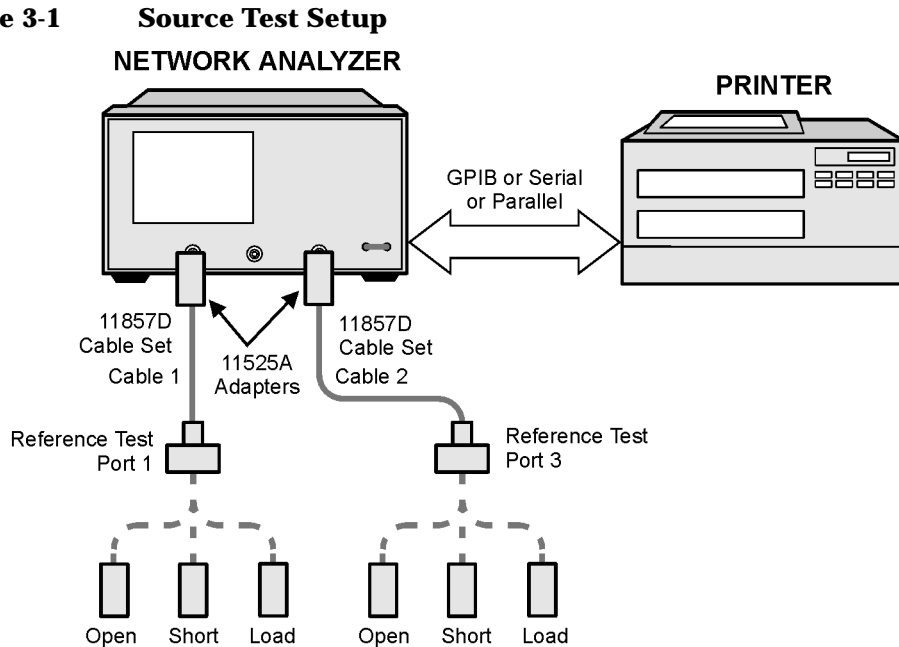 e 3-1 Source Test Setup
NETWORK ANALYZER
PRINTER
GPIB or Serial
or Parallel
11857D
Cable Set
Cable 1
11525A
Adapters
11857D
Cable Set
Cable 2
Reference Test
Port 1
Reference Test
Port 3
Open Short Load
Open Short Load